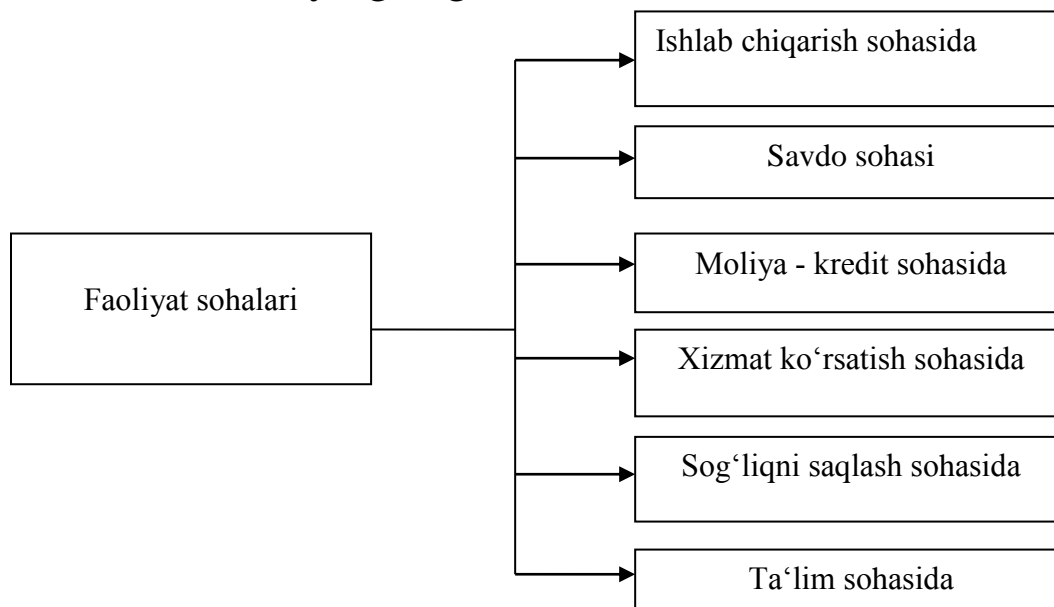 Ishlab chiqarish sohasida
Savdo sohasi
Moliya - kredit sohasida
Faoliyat sohalari
Xizmat ko‘rsatish sohasida
Sog‘liqni saqlash sohasida
Ta‘lim sohasida